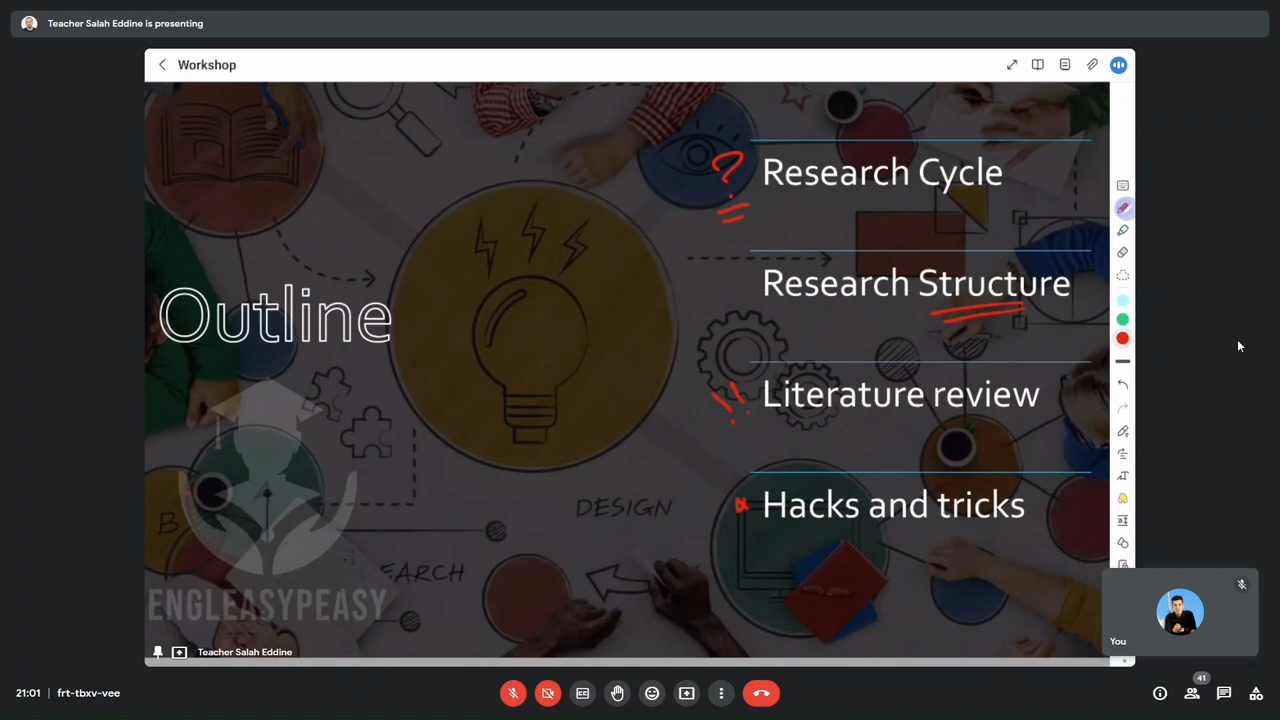 Teacher Salah Eddine is presenting
Workshop
Outline
Research Cycle
?
Research Structure
Literature review
!!
Hacks and tricks
DESIGN
EARCH
B
ENGLEASYPEASY
Teacher Salah Eddine
You
21:01 frt-tbxv-vee
41